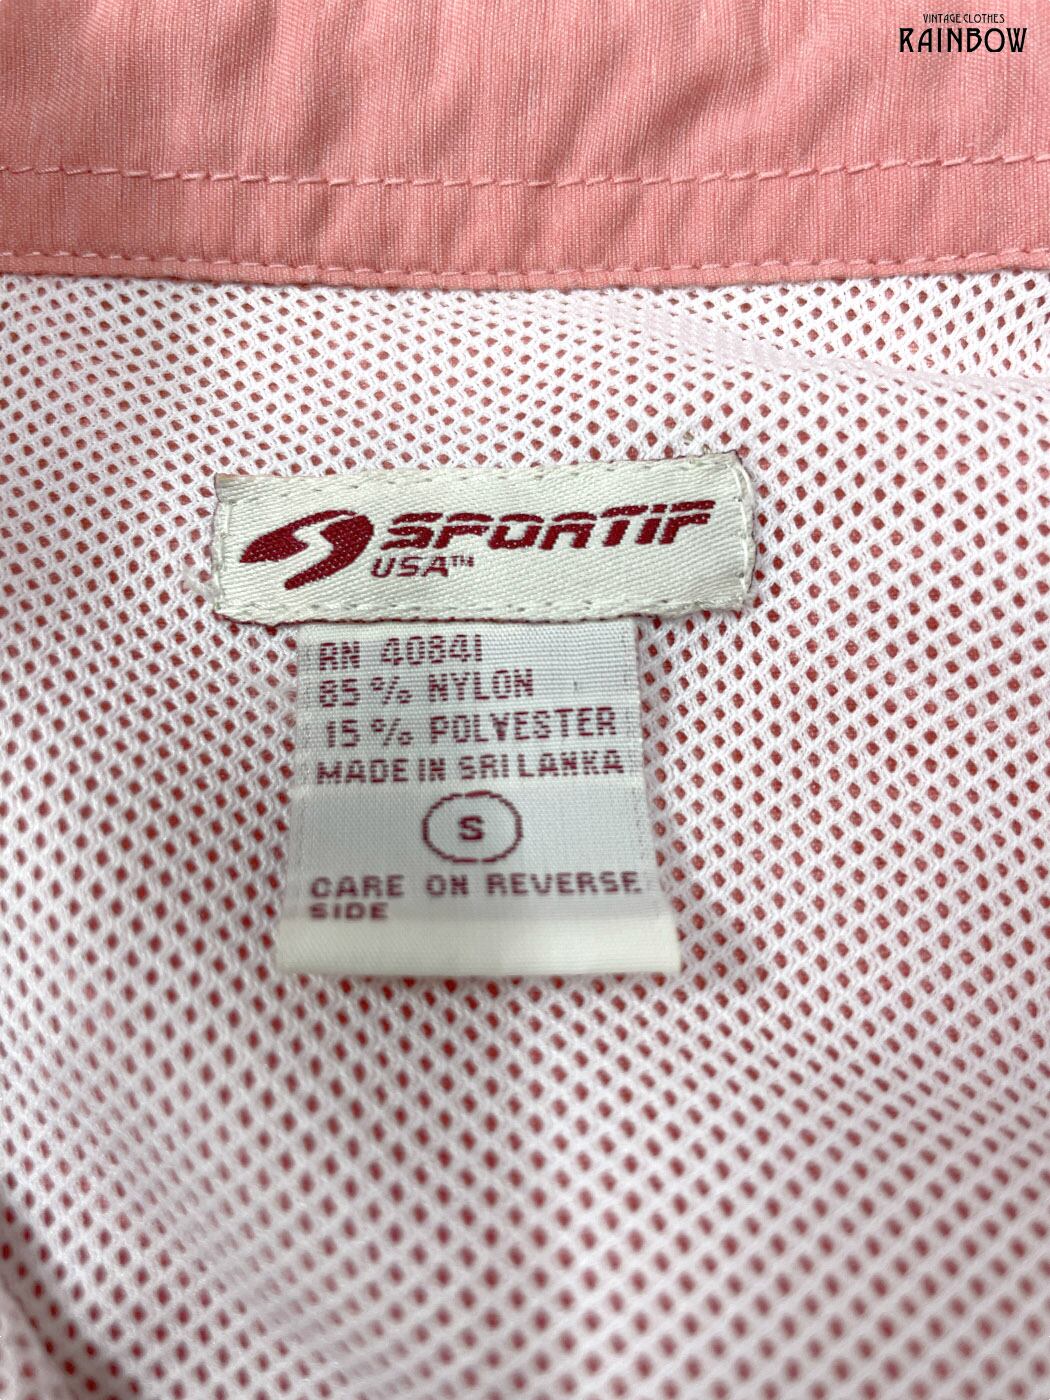 VINTAGE CLOTHES
RAINBOW
SPORTIF
USA™
RN 40841
85 % NYLON
15 % POLYESTER
MADE IN SRI LANKA
S
CARE ON REVERSE
SIDE